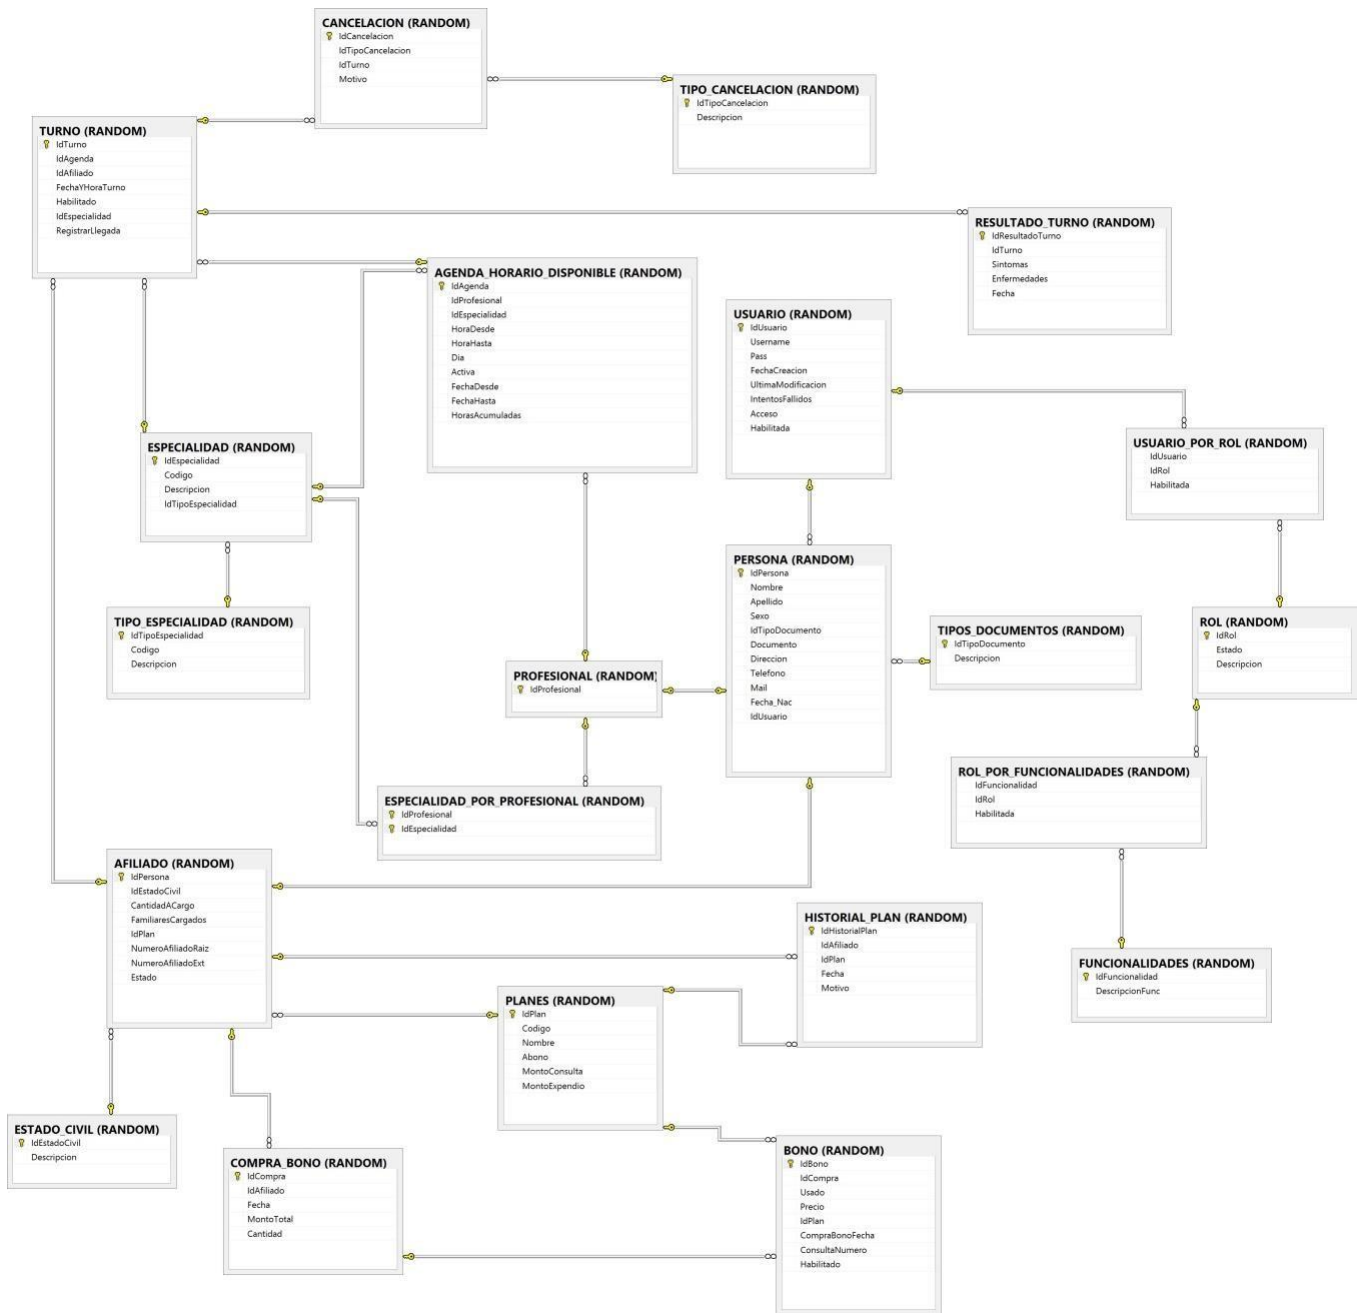 CANCELACION (RANDOM)
IdCancelacion
IdTipoCancelacion
IdTurno
Motivo
TIPO_CANCELACION (RANDOM)
IdTipoCancelacion
Descripcion
TURNO (RANDOM)
IdTurno
IdAgenda
IdAfiliado
FechaYHoraTurno
Habilitado
IdEspecialidad
RegistrarLlegada
RESULTADO_TURNO (RANDOM)
IdResultadoTurno
IdTurno
Sintomas
Enfermedades
Fecha
AGENDA_HORARIO_DISPONIBLE (RANDOM)
IdAgenda
IdProfesional
IdEspecialidad
HoraDesde
HoraHasta
Dia
Activa
FechaDesde
FechaHasta
HorasAcumuladas
USUARIO (RANDOM)
IdUsuario
Username
Pass
FechaCreacion
UltimaModificacion
IntentosFallidos
Acceso
Habilitada
USUARIO_POR_ROL (RANDOM)
IdUsuario
IdRol
Habilitada
ESPECIALIDAD (RANDOM)
IdEspecialidad
Codigo
Descripcion
IdTipoEspecialidad
PERSONA (RANDOM)
IdPersona
Nombre
Apellido
Sexo
IdTipoDocumento
Documento
Direccion
Telefono
Mail
Fecha_Nac
IdUsuario
TIPO_ESPECIALIDAD (RANDOM)
IdTipoEspecialidad
Codigo
Descripcion
TIPOS_DOCUMENTOS (RANDOM)
IdTipoDocumento
Descripcion
ROL (RANDOM)
IdRol
Estado
Descripcion
PROFESIONAL (RANDOM)
IdProfesional
ROL_POR_FUNCIONALIDADES (RANDOM)
IdFuncionalidad
IdRol
Habilitada
ESPECIALIDAD_POR_PROFESIONAL (RANDOM)
IdProfesional
IdEspecialidad
AFILIADO (RANDOM)
IdPersona
IdEstadoCivil
CantidadACargo
FamiliaresCargados
IdPlan
NumeroAfiliadoRaiz
NumeroAfiliadoExt
Estado
HISTORIAL_PLAN (RANDOM)
IdHistorialPlan
IdAfiliado
IdPlan
Fecha
Motivo
FUNCIONALIDADES (RANDOM)
IdFuncionalidad
DescripcionFunc
PLANES (RANDOM)
IdPlan
Codigo
Nombre
Abono
MontoConsulta
MontoExpendio
ESTADO_CIVIL (RANDOM)
IdEstadoCivil
Descripcion
COMPRA_BONO (RANDOM)
IdCompra
IdAfiliado
Fecha
MontoTotal
Cantidad
BONO (RANDOM)
IdBono
IdCompra
Usado
Precio
IdPlan
CompraBonoFecha
ConsultaNumero
Habilitado